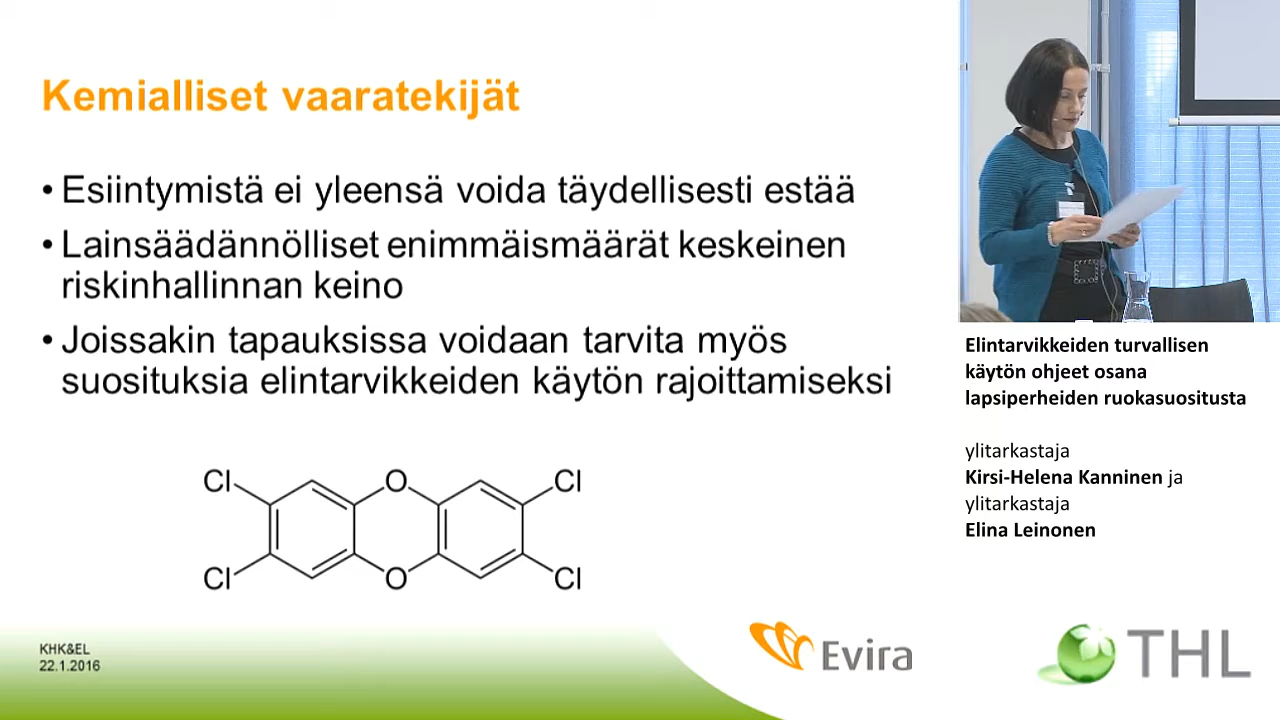 Kemialliset vaaratekijät
• Esiintymistä ei yleensä voida täydellisesti estää
• Lainsäädännölliset enimmäismäärät keskeinen
riskinhallinnan keino
• Joissakin tapauksissa voidaan tarvita myös
suosituksia elintarvikkeiden käytön rajoittamiseksi
Cl O Cl
Cl O Cl
KHK&EL
22.1.2016
Evira
Elintarvikkeiden turvallisen
käytön ohjeet osana
lapsiperheiden ruokasuositusta
ylitarkastaja
Kirsi-Helena Kanninen ja
ylitarkastaja
Elina Leinonen
THL